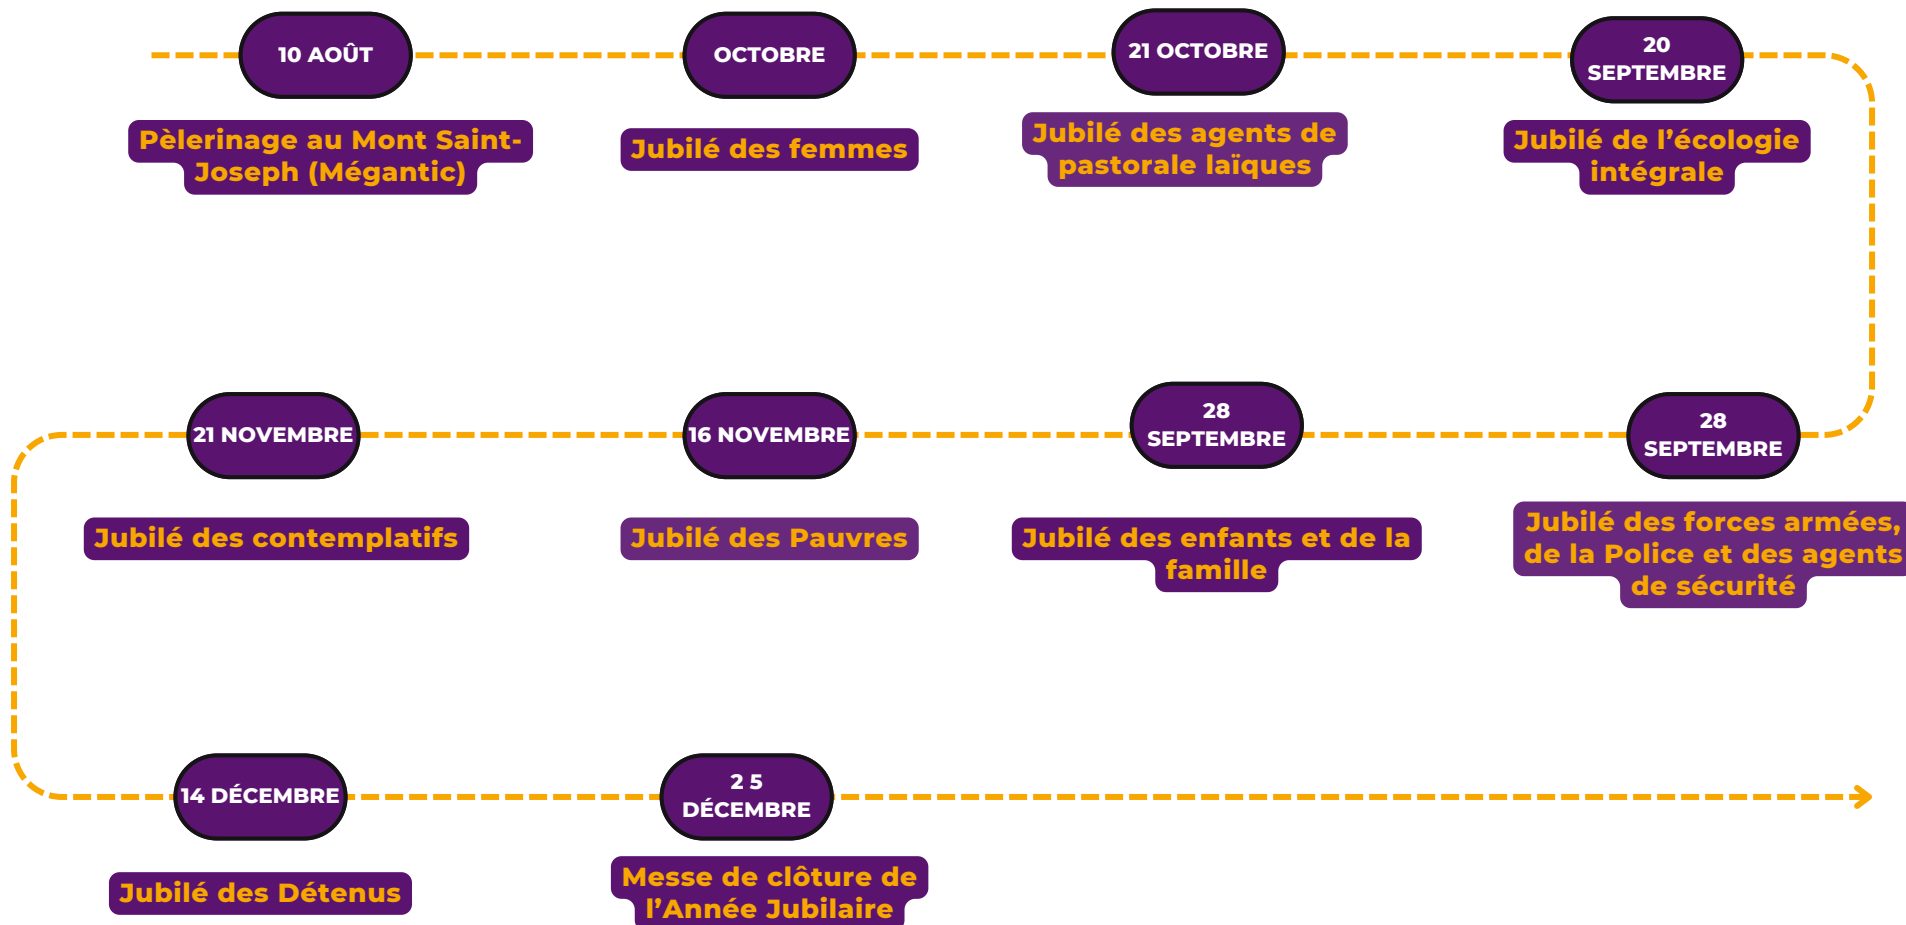 10 AOÛT
Pèlerinage au Mont Saint-
Joseph (Mégantic)
OCTOBRE
Jubilé des femmes
21 OCTOBRE
Jubilé des agents de
pastorale laïques
20
SEPTEMBRE
Jubilé de l’écologie
intégrale
21 NOVEMBRE
Jubilé des contemplatifs
16 NOVEMBRE
Jubilé des Pauvres
28
SEPTEMBRE
Jubilé des enfants et de la
famille
28
SEPTEMBRE
Jubilé des forces armées,
de la Police et des agents
de sécurité
14 DÉCEMBRE
Jubilé des Détenus
2 5
DÉCEMBRE
Messe de clôture de
l’Année Jubilaire